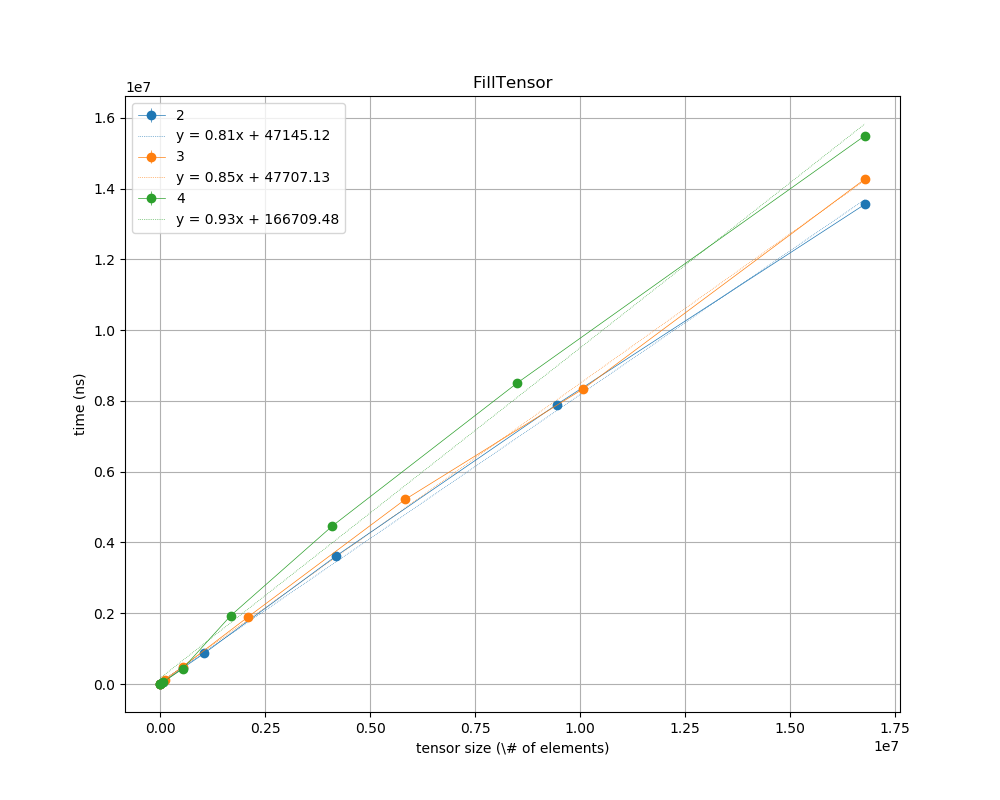 FillTensor
1e7
2
y = 0.81x + 47145.12
3
y = 0.85x + 47707.13
4
y = 0.93x + 166709.48
1.6
1.4
1.2
1.0
0.8
0.6
0.4
0.2
0.0
time (ns)
0.00 0.25 0.50 0.75 1.00 1.25 1.50 1.75
1e7
tensor size (\# of elements)